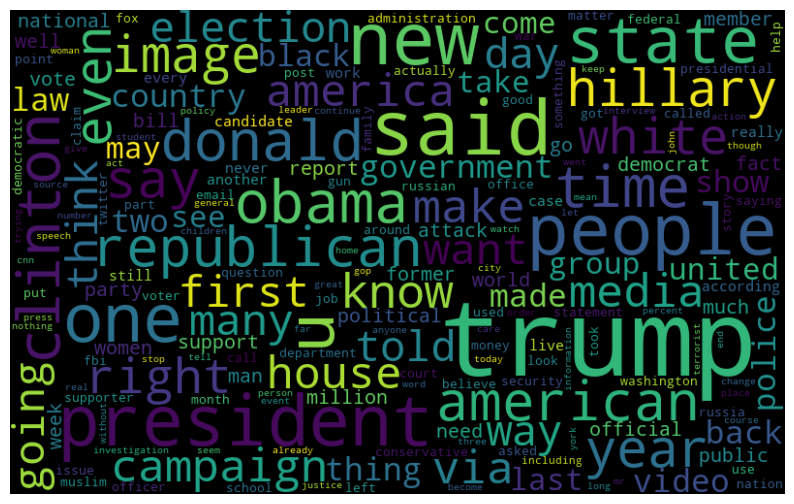 national
fox
administration
matter
federal
member
well
woman
election
new
come
state
help
point
image
black
war
day
actually
presidential
vote
every
post
work
take
good
something
keep
hillary
law
even
country
america
policy
leader
continue
got
called
interview
action
candidate
bill
said
white
really
may
donald
family
go
john
though
democratic
claim
student
give
act
never
report
government
democrat
fact
say
another
gun
russian
office
case
went
time
show
clinton
think
source
email
general
obama
make
mean
let
story
saying
trying
twitter
part
two
see
attack
people
number
children
around
watch
speech
republican
want
cnn
still
home
group
united
put
question
great
gop
former
city
world
according
press
party
voter
first
job
know
made
media
much
nothing
far
used
statement
percent
one
many
u
political
trump
police
support
anyone
care
order
told
money
today
took
women
tell
live
fbi
call
department
court
look
information
terrorist
end
right
stop
man
house
believe
security
washington
change
going
supporter
real
person
word
american
russia
place
week
month
event
million
president
without
way
year
need
official
back
course
investigation
seem
already
conservative
three
asked
york
public
issue
campaign
thing
via
last
including
video
use
muslim
officer
school
justice
left
become
long
mr
nation